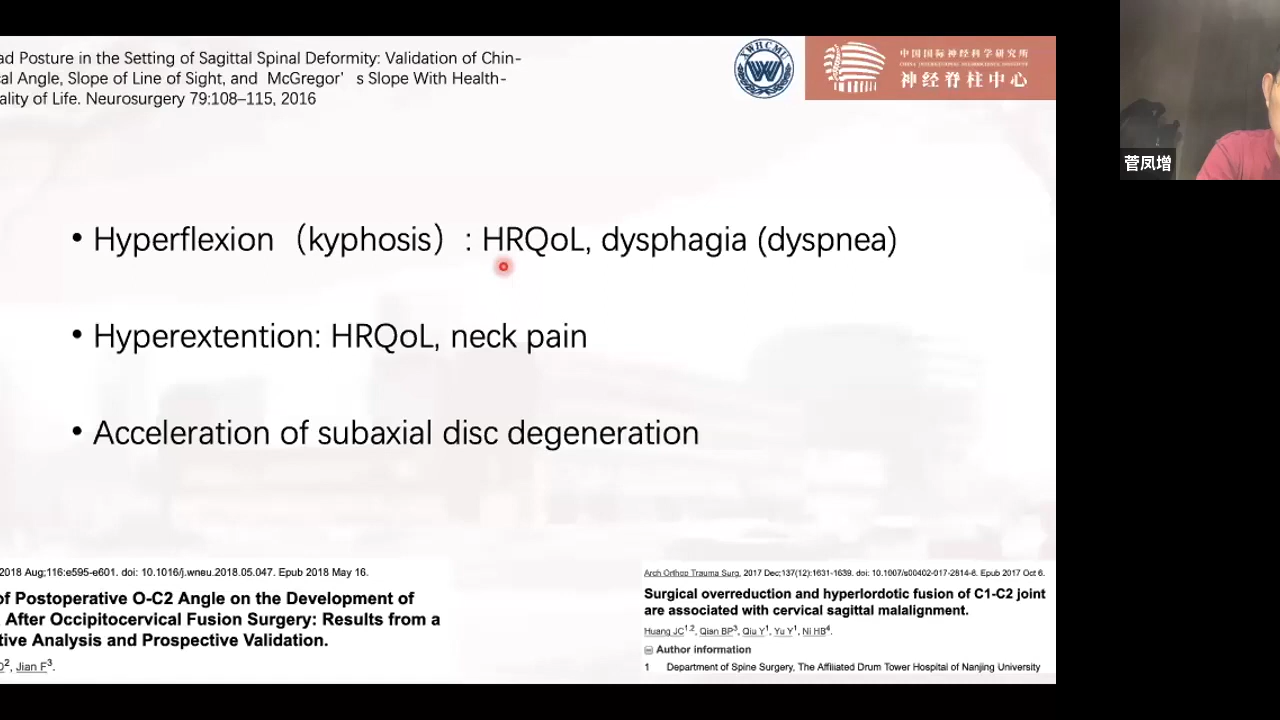 ad Posture in the Setting of Sagittal Spinal Deformity: Validation of Chin-
cal Angle, Slope of Line of Sight, and McGregor's Slope With Health-
ality of Life. Neurosurgery 79:108–115, 2016
XWHCMU
中国国际神经科学研究所
CHINA INTERNATIONAL NEUROSCIENCE INSTITUTE
神经脊柱中心
菅凤增
• Hyperflexion（kyphosis）: HRQoL, dysphagia (dyspnea)
• Hyperextention: HRQoL, neck pain
• Acceleration of subaxial disc degeneration
2018 Aug;116:e595-e601. doi: 10.1016/j.wneu.2018.05.047. Epub 2018 May 16.
of Postoperative O-C2 Angle on the Development of
After Occipitocervical Fusion Surgery: Results from a
tive Analysis and Prospective Validation.
O2, Jian F3.
Arch Orthop Trauma Surg. 2017 Dec;137(12):1631-1639. doi: 10.1007/s00402-017-2814-6. Epub 2017 Oct 6.
Surgical overreduction and hyperlordotic fusion of C1-C2 joint
are associated with cervical sagittal malalignment.
Huang JC1,2, Qian BP3, Qiu Y1, Yu Y1, Ni HB4.
Author information
1 Department of Spine Surgery, The Affiliated Drum Tower Hospital of Nanjing University